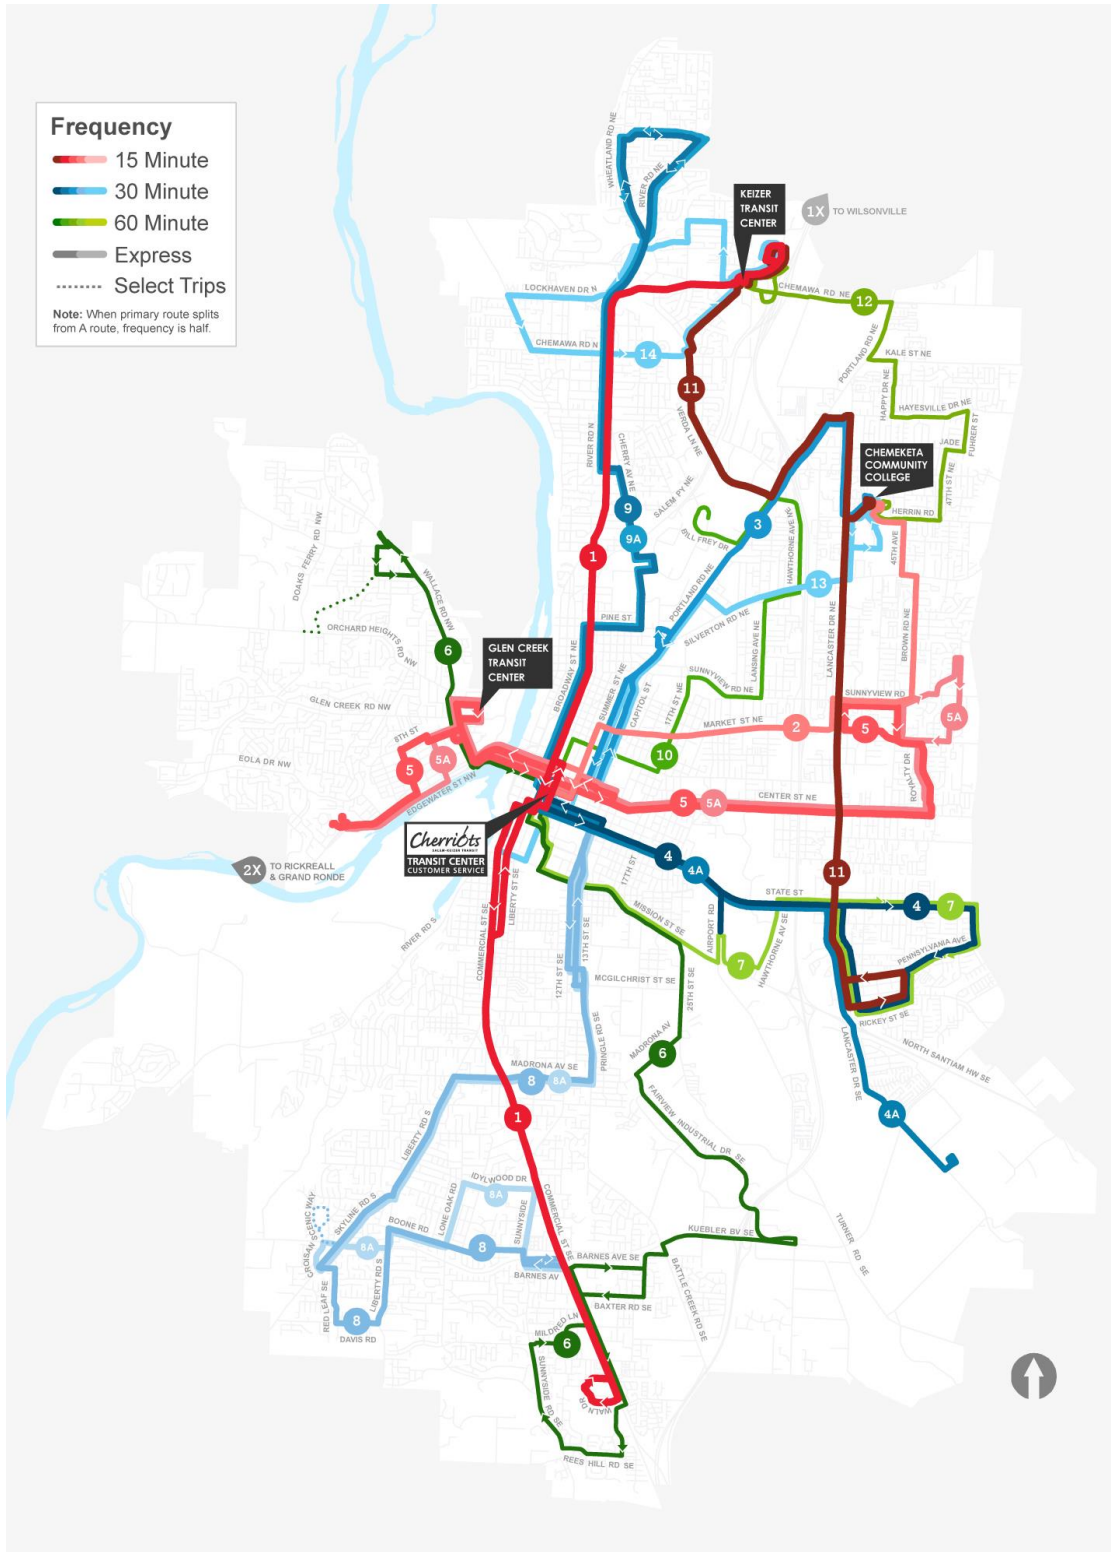 Frequency
15 Minute
30 Minute
60 Minute
Express
Select Trips
Note: When primary route splits
from A route, frequency is half.
WHEATLAND RD NE
RIVER RD NE
KEIZER
TRANSIT
CENTER
1X
TO WILSONVILLE
LOCKHAVEN DR N
CHEMAWA RD NE
12
CHEMAWA RD N
14
PORTLAND RD NE
KALE ST NE
11
HAPPY DR NE
HAYESVILLE DR NE
FUHRER ST
JADE
VERDA LN NE
RIVER RD N
CHERRY AV NE
CHEMEKETA
COMMUNITY
COLLEGE
47TH ST NE
SALEM PY NE
9
HERRIN RD
3
9A
BILL FREY DR
HAWTHORNE AVE NE
45TH AVE
DOAKS FERRY RD NW
1
WALLACE RD NW
PORTLAND RD NE
13
PINE ST
SILVERTON RD NE
ORCHARD HEIGHTS
RD NW
6
GLEN CREEK
TRANSIT
CENTER
LANSING AVE NE
LANCASTER DR NE
BROWN RD NE
BROADWAY ST NE
SUMMER ST NE
CAPITOL ST
17TH ST NE
SUNNYVIEW RD NE
SUNNYVIEW RD
GLEN CREEK RD NW
MARKET ST NE
2
5
5A
8TH ST
10
EOLA DR NW
5
5A
ROYALTY DR
EDGEWATER ST NW
5
5A
CENTER ST NE
Cherriots
SALEM-KEIZER TRANSIT
TRANSIT CENTER
CUSTOMER SERVICE
2X
TO RICKREALL
& GRAND RONDE
4
4A
17TH ST
11
STATE ST
LIBERTY ST SE
COMMERCIAL ST SE
RIVER RD S
MISSION ST SE
AIRPORT RD
HAWTHORNE AV SE
4
7
12TH ST SE
13TH ST SE
PENNSYLVANIA AVE
7
MCGILCHRIST ST SE
25TH ST SE
RICKEY ST SE
PRINGLE RD SE
MADRONA AV
6
LANCASTER DR SE
NORTH SANTIAM HW SE
MADRONA AV SE
8
8A
1
4A
LIBERTY RD S
FAIRVIEW INDUSTRIAL DR SE
IDYLWOOD DR
8A
CROISAN SCENIC WAY
SKYLINE RD S
LONE OAK RD
SUNNYSIDE
COMMERCIAL ST SE
BOONE RD
KUEBLER BV SE
TURNER RD SE
8A
8
BARNES AVE SE
BARNES AV
RED LEAF SE
LIBERTY RD S
BATTLE CREEK RD SE
BAXTER RD SE
8
DAVIS RD
MILDRED LN
6
SUNNYSIDE RD SE
WALN DR
REES HILL RD SE